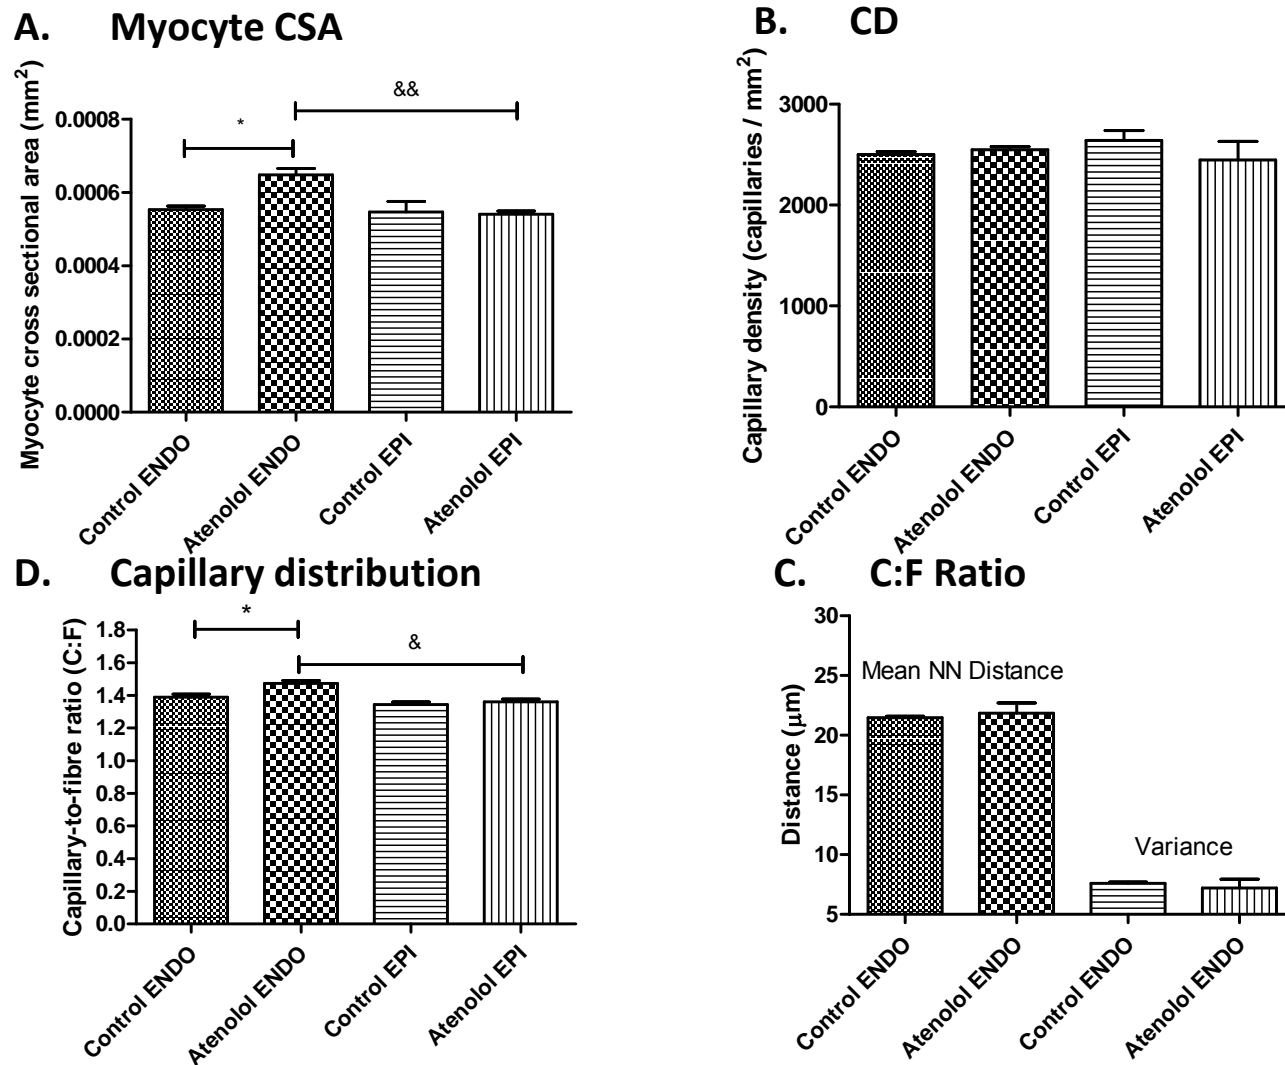 A. Myocyte CSA
Myocyte cross sectional area (mm²)
0.0008
0.0006
0.0004
0.0002
0.0000
*
&&
Control ENDO
Atenolol ENDO
Control EPI
Atenolol EPI
B. CD
Capillary density (capillaries / mm²)
3000
2000
1000
0
Control ENDO
Atenolol ENDO
Control EPI
Atenolol EPI
D. Capillary distribution
Capillary-to-fibre ratio (C:F)
1.8
1.6
1.4
1.2
1.0
0.8
0.6
0.4
0.2
0.0
*
&
Control ENDO
Atenolol ENDO
Control EPI
Atenolol EPI
C. C:F Ratio
Distance (μm)
30
25
20
15
10
5
Mean NN Distance
Variance
Control ENDO
Atenolol ENDO
Control ENDO
Atenolol ENDO